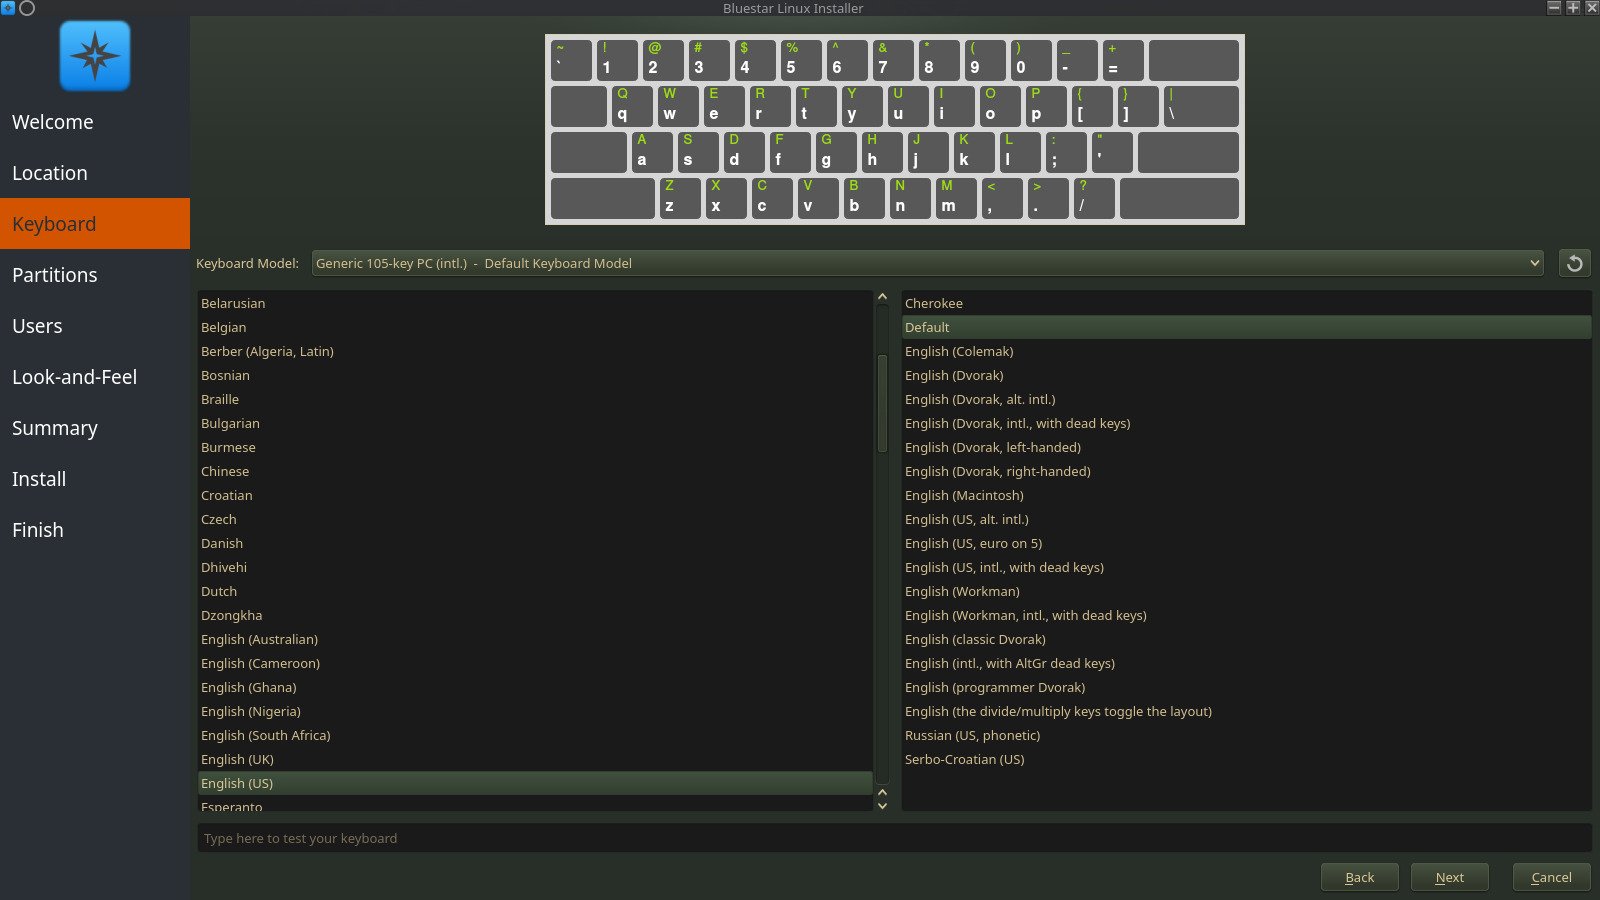 Bluestar Linux Installer
Welcome
Location
Keyboard
Partitions
Users
Look-and-Feel
Summary
Install
Finish
~ ! @ # $ % ^ & * ( ) _ +
` 1 2 3 4 5 6 7 8 9 0 - =
Q W E R T Y U I O P { } |
q w e r t y u i o p [ ] \
A S D F G H J K L : "
a s d f g h j k l ; '
Z X C V B N M < > ?
z x c v b n m , . /
Keyboard Model: Generic 105-key PC (intl.) - Default Keyboard Model
Belarusian
Belgian
Berber (Algeria, Latin)
Bosnian
Braille
Bulgarian
Burmese
Chinese
Croatian
Czech
Danish
Dhivehi
Dutch
Dzongkha
English (Australian)
English (Cameroon)
English (Ghana)
English (Nigeria)
English (South Africa)
English (UK)
English (US)
Esperanto
Cherokee
Default
English (Colemak)
English (Dvorak)
English (Dvorak, alt. intl.)
English (Dvorak, intl., with dead keys)
English (Dvorak, left-handed)
English (Dvorak, right-handed)
English (Macintosh)
English (US, alt. intl.)
English (US, euro on 5)
English (US, intl., with dead keys)
English (Workman)
English (Workman, intl., with dead keys)
English (classic Dvorak)
English (intl., with AltGr dead keys)
English (programmer Dvorak)
English (the divide/multiply keys toggle the layout)
Russian (US, phonetic)
Serbo-Croatian (US)
Type here to test your keyboard
Back Next Cancel